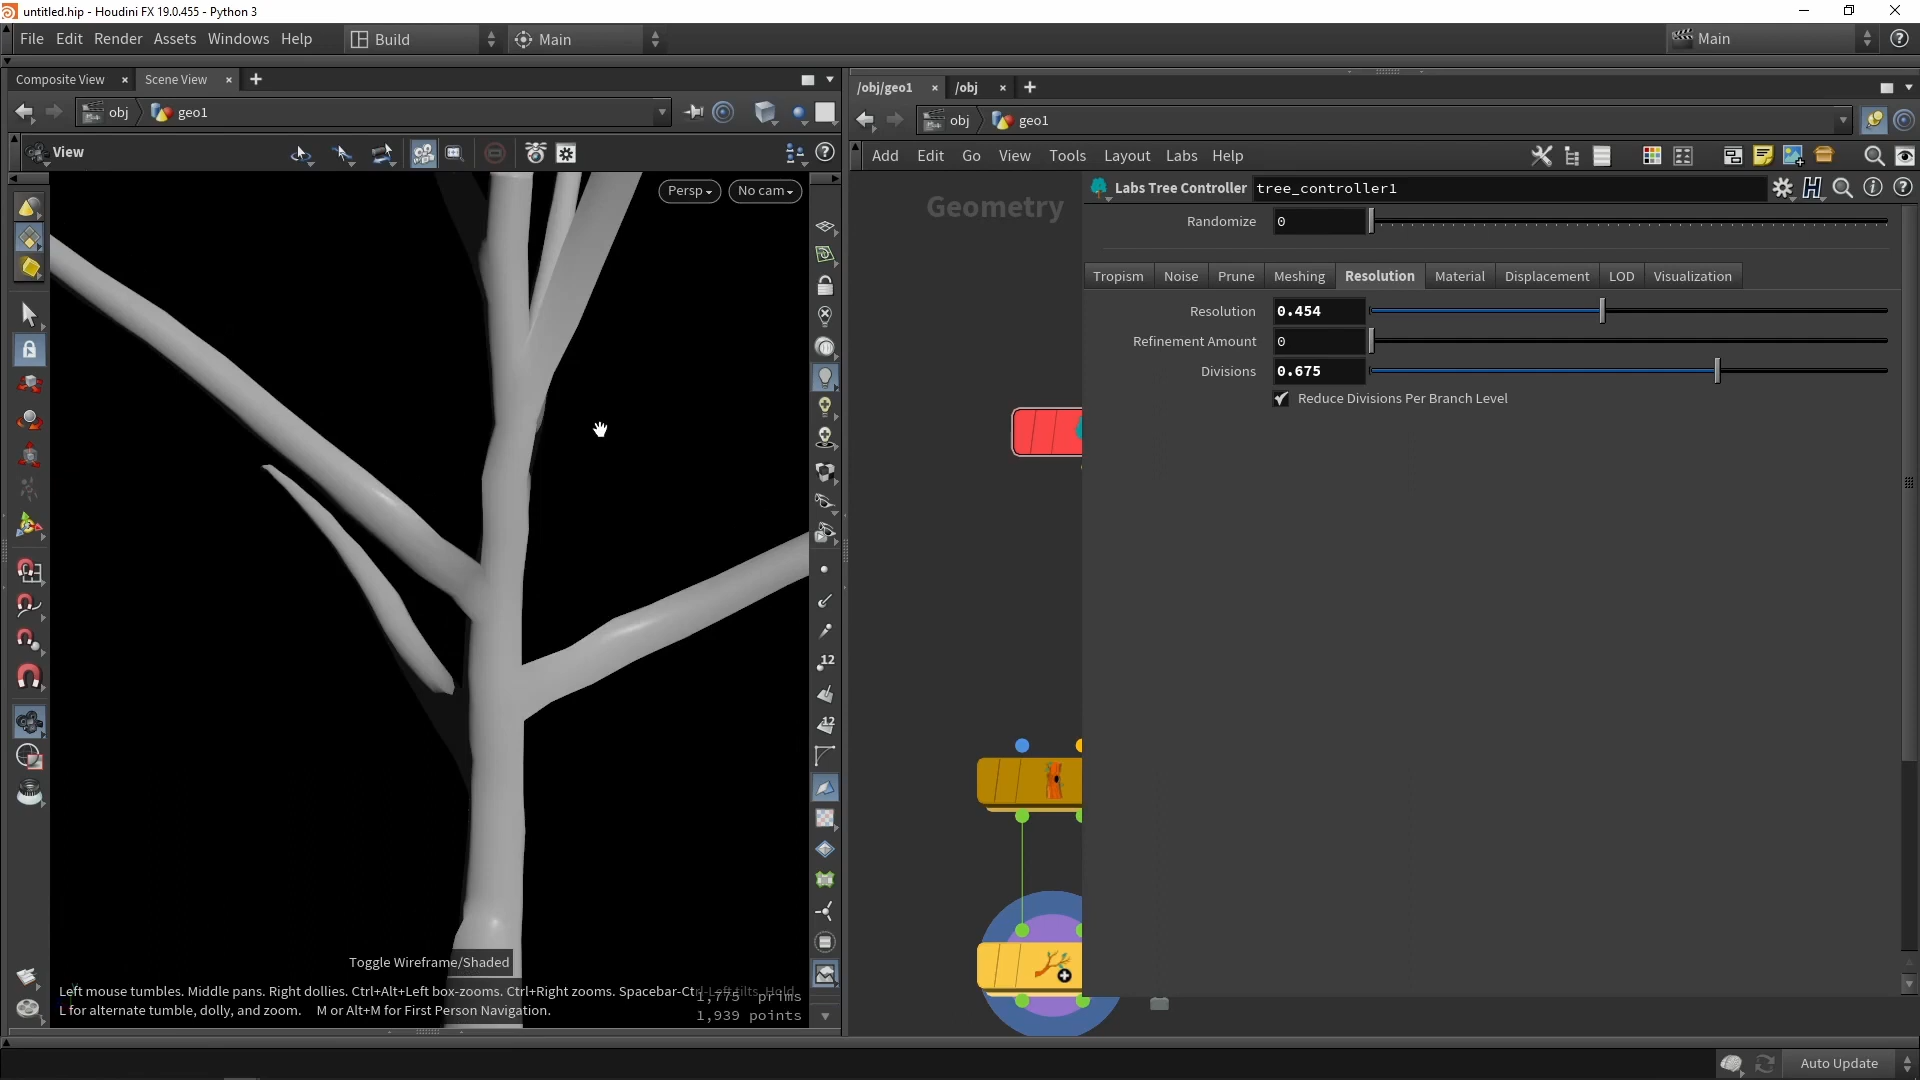 untitled.hip - Houdini FX 19.0.455 - Python 3
File Edit Render Assets Windows Help Build Main Main
Composite View Scene View
/obj/geo1 /obj
obj geo1
obj geo1
View
Add Edit Go View Tools Layout Labs Help
Persp No cam
Geometry
Labs Tree Controller tree_controller1
Randomize 0
Tropism Noise Prune Meshing Resolution Material Displacement LOD Visualization
Resolution 0.454
Refinement Amount 0
Divisions 0.675
Reduce Divisions Per Branch Level
12
12
Toggle Wireframe/Shaded
Left mouse tumbles. Middle pans. Right dollies. Ctrl+Alt+Left box-zooms. Ctrl+Right zooms. Spacebar-Ctrl-Left tilts. Hold
L for alternate tumble, dolly, and zoom. M or Alt+M for First Person Navigation.
1,775 prims
1,939 points
Auto Update